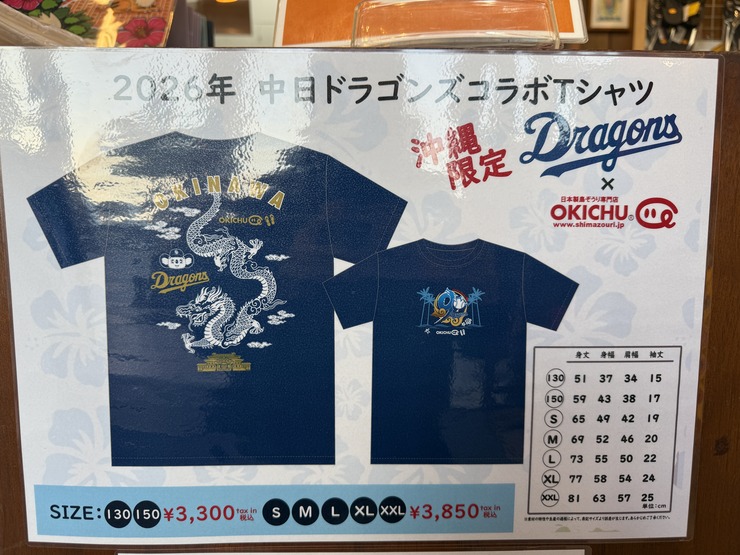 2026年 中日ドラゴンズコラボTシャツ
沖縄
限定
Dragons
×
日本製島ぞうり専門店
OKICHU®
www.shimazouri.jp
OKINAWA
OKICHU
Dragons
OKICHU
身丈 身幅 肩幅 袖丈
130 51 37 34 15
150 59 43 38 17
S 65 49 42 19
M 69 52 46 20
L 73 55 50 22
XL 77 58 54 24
XXL 81 63 57 25
単位:cm
SIZE: 130 150 ¥3,300 tax in 税込 S M L XL XXL ¥3,850 tax in 税込